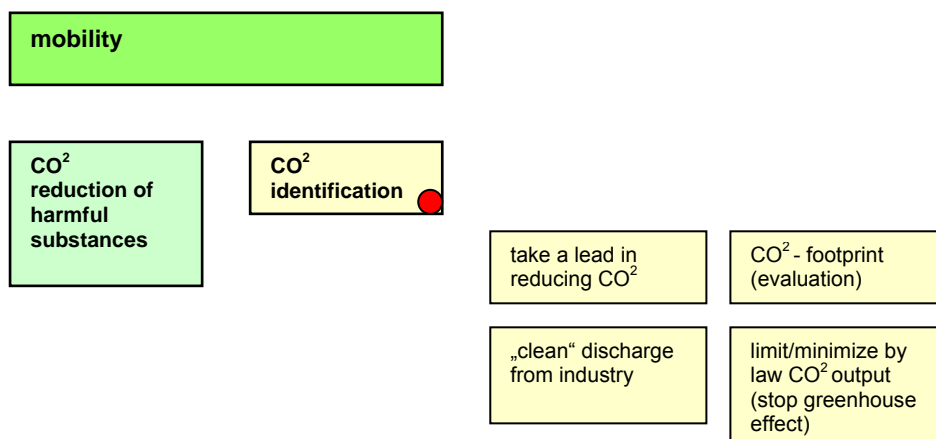 mobility
CO²
reduction of
harmful
substances
CO²
identification
take a lead in
reducing CO²
CO² - footprint
(evaluation)
„clean“ discharge
from industry
limit/minimize by
law CO² output
(stop greenhouse
effect)